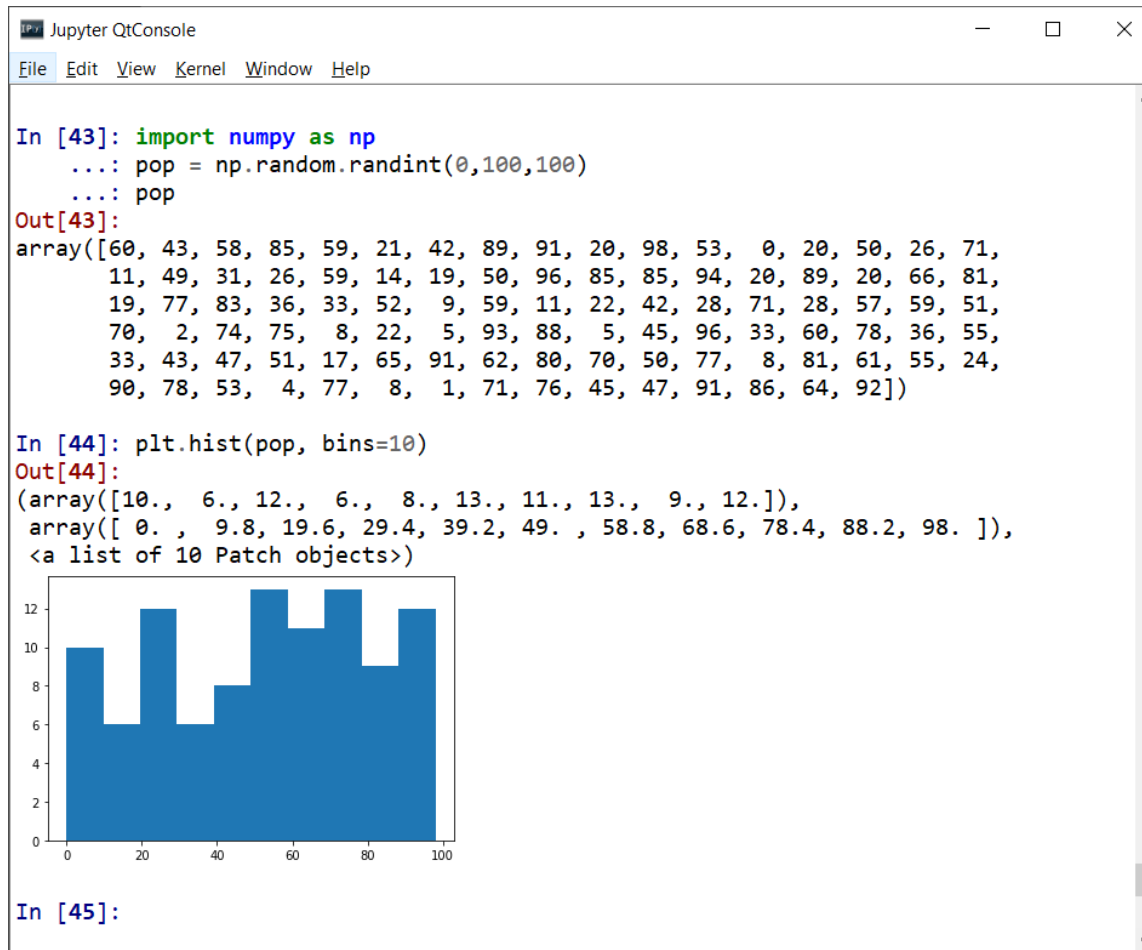 IP[y] Jupyter QtConsole
File Edit View Kernel Window Help
In [43]: import numpy as np
    ...: pop = np.random.randint(0,100,100)
    ...: pop
Out[43]:
array([60, 43, 58, 85, 59, 21, 42, 89, 91, 20, 98, 53,  0, 20, 50, 26, 71,
       11, 49, 31, 26, 59, 14, 19, 50, 96, 85, 85, 94, 20, 89, 20, 66, 81,
       19, 77, 83, 36, 33, 52,  9, 59, 11, 22, 42, 28, 71, 28, 57, 59, 51,
       70,  2, 74, 75,  8, 22,  5, 93, 88,  5, 45, 96, 33, 60, 78, 36, 55,
       33, 43, 47, 51, 17, 65, 91, 62, 80, 70, 50, 77,  8, 81, 61, 55, 24,
       90, 78, 53,  4, 77,  8,  1, 71, 76, 45, 47, 91, 86, 64, 92])
In [44]: plt.hist(pop, bins=10)
Out[44]:
(array([10.,  6., 12.,  6.,  8., 13., 11., 13.,  9., 12.]),
 array([ 0. ,  9.8, 19.6, 29.4, 39.2, 49. , 58.8, 68.6, 78.4, 88.2, 98. ]),
 <a list of 10 Patch objects>)
12
10
8
6
4
2
0
0 20 40 60 80 100
In [45]: